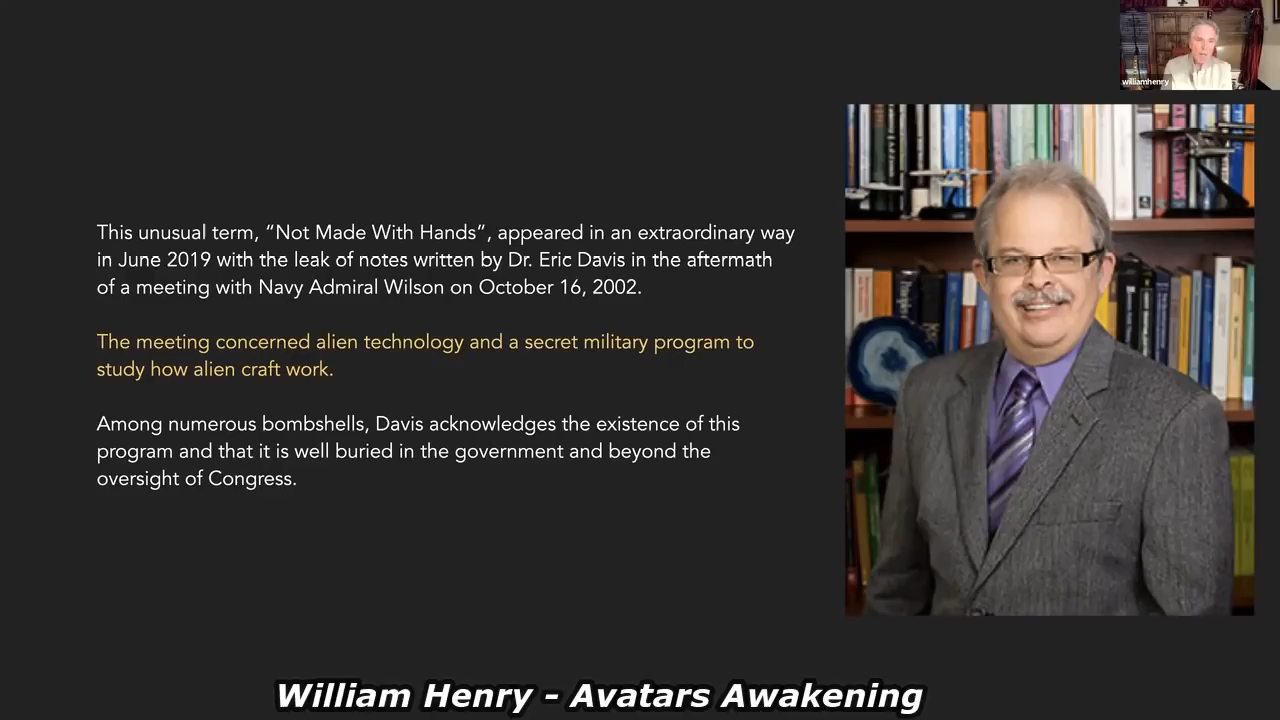 williamhenry
This unusual term, “Not Made With Hands”, appeared in an extraordinary way
in June 2019 with the leak of notes written by Dr. Eric Davis in the aftermath
of a meeting with Navy Admiral Wilson on October 16, 2002.
The meeting concerned alien technology and a secret military program to
study how alien craft work.
Among numerous bombshells, Davis acknowledges the existence of this
program and that it is well buried in the government and beyond the
oversight of Congress.
William Henry - Avatars Awakening